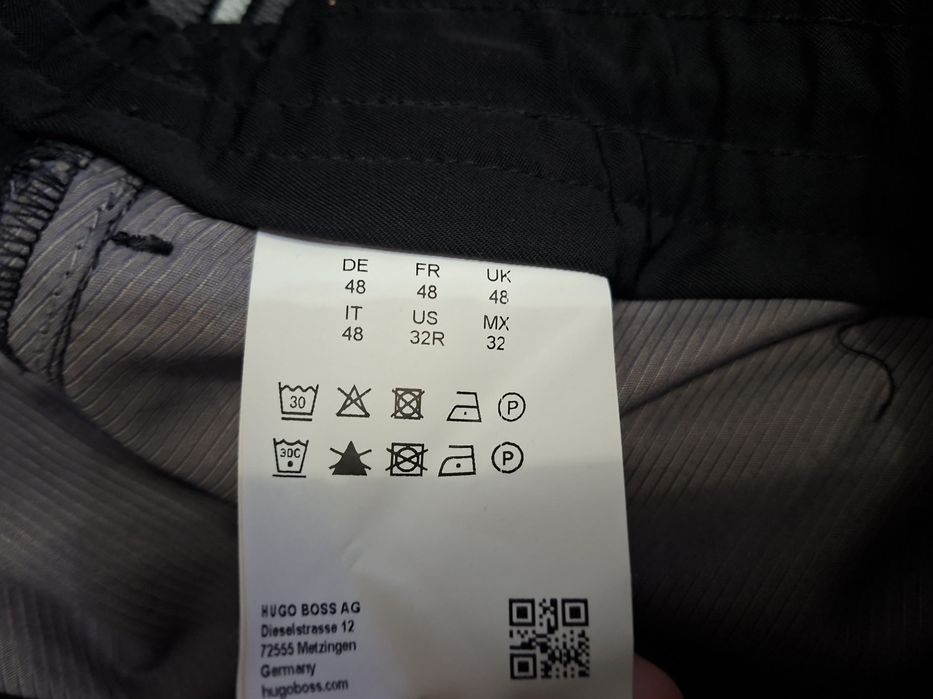 DE FR UK
48 48 48
IT US MX
48 32R 32
30 P
30C P
HUGO BOSS AG
Dieselstrasse 12
72555 Metzingen
Germany
hugoboss.com